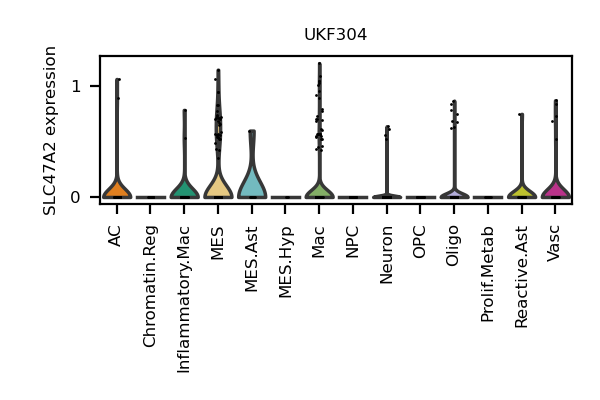 UKF304
SLC47A2 expression
1
0
AC
Chromatin.Reg
Inflammatory.Mac
MES
MES.Ast
MES.Hyp
Mac
NPC
Neuron
OPC
Oligo
Prolif.Metab
Reactive.Ast
Vasc